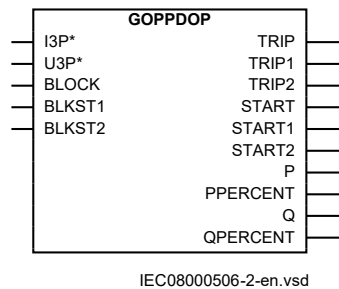 GOPPDOP
I3P* TRIP
U3P* TRIP1
BLOCK TRIP2
BLKST1 START
BLKST2 START1
START2
P
PPERCENT
Q
QPERCENT
IEC08000506-2-en.vsd